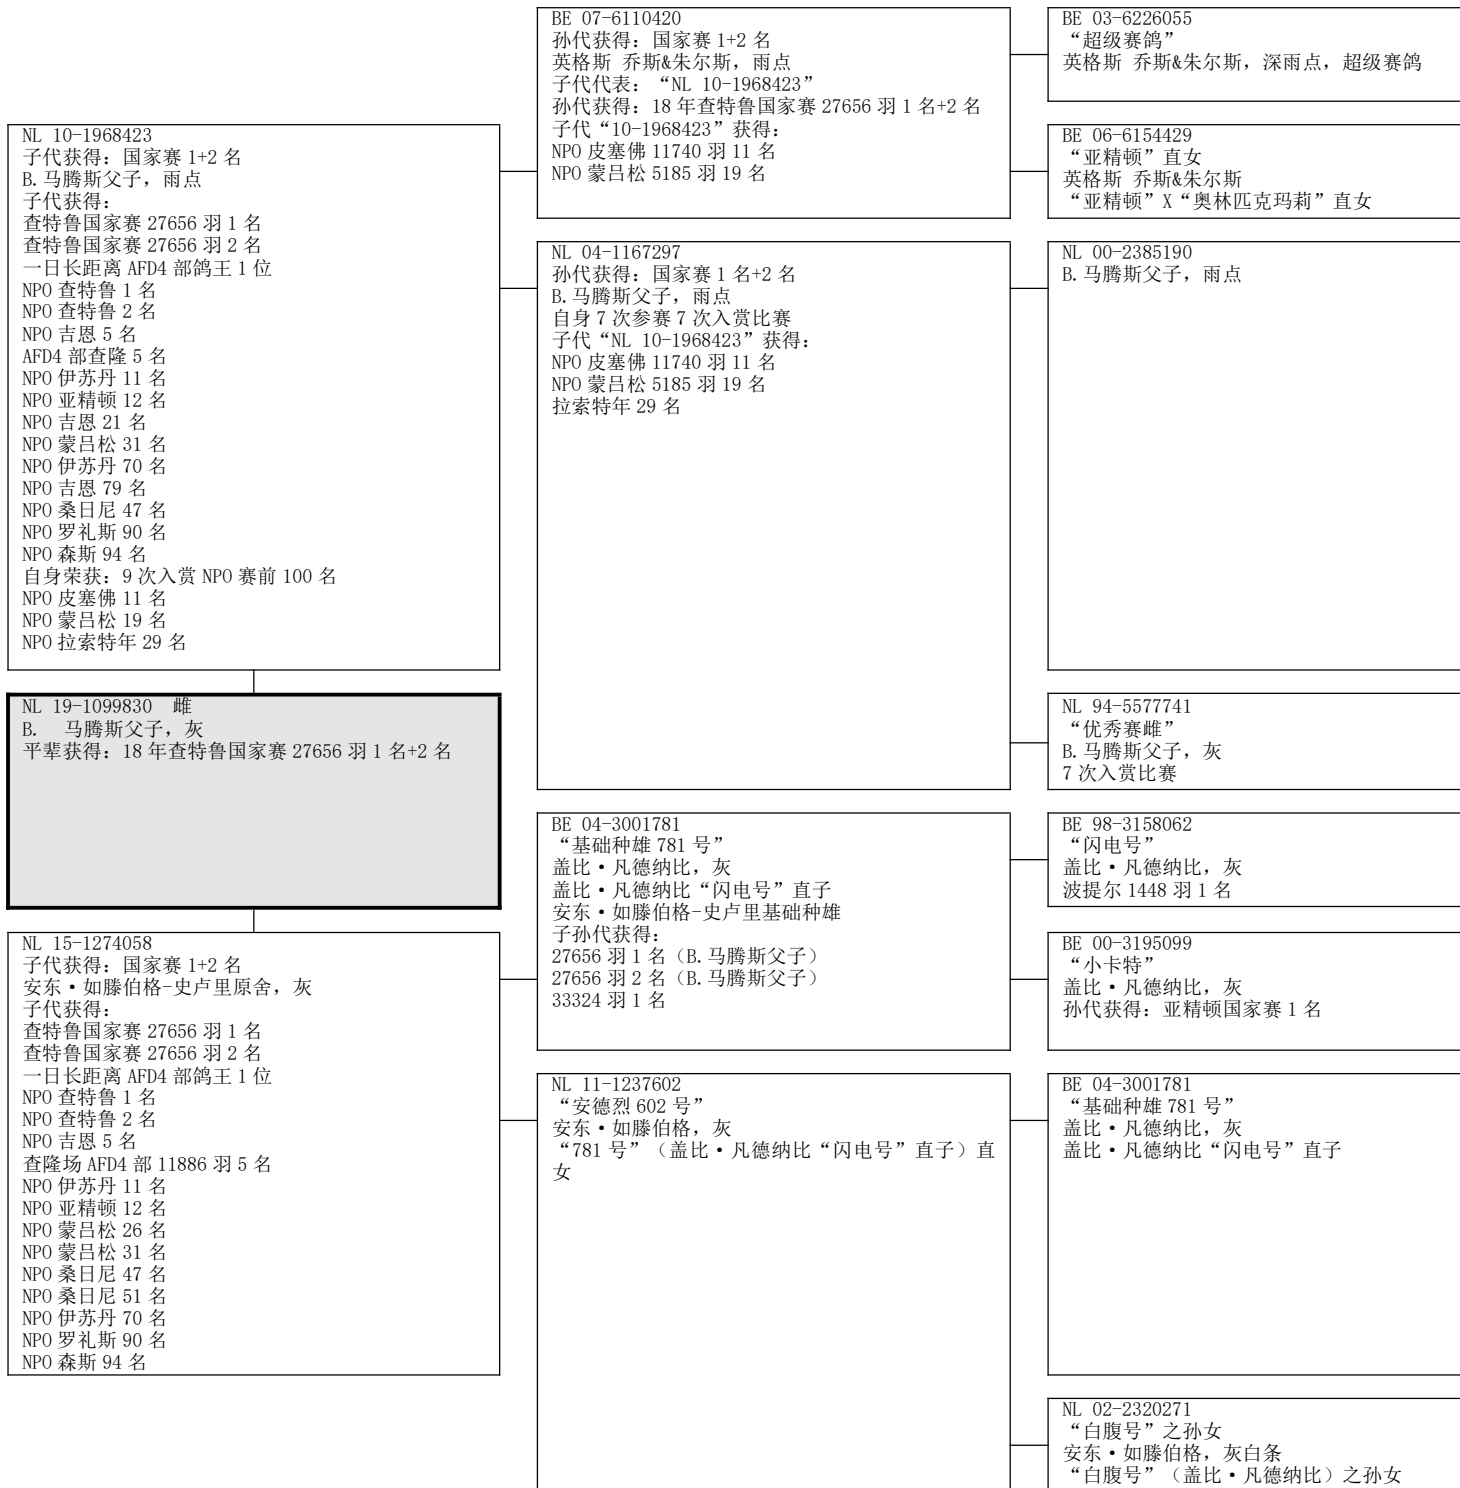 BE 07-6110420
孙代获得：国家赛 1+2 名
英格斯 乔斯&朱尔斯，雨点
子代代表：“NL 10-1968423”
孙代获得：18 年查特鲁国家赛 27656 羽 1 名+2 名
子代“10-1968423”获得：
NPO 皮塞佛 11740 羽 11 名
NPO 蒙吕松 5185 羽 19 名
BE 03-6226055
“超级赛鸽”
英格斯 乔斯&朱尔斯，深雨点，超级赛鸽
NL 10-1968423
子代获得：国家赛 1+2 名
B.马腾斯父子，雨点
子代获得：
查特鲁国家赛 27656 羽 1 名
查特鲁国家赛 27656 羽 2 名
一日长距离 AFD4 部鸽王 1 位
NPO 查特鲁 1 名
NPO 查特鲁 2 名
NPO 吉恩 5 名
AFD4 部查隆 5 名
NPO 伊苏丹 11 名
NPO 亚精顿 12 名
NPO 吉恩 21 名
NPO 蒙吕松 31 名
NPO 伊苏丹 70 名
NPO 吉恩 79 名
NPO 桑日尼 47 名
NPO 罗礼斯 90 名
NPO 森斯 94 名
自身荣获：9 次入赏 NPO 赛前 100 名
NPO 皮塞佛 11 名
NPO 蒙吕松 19 名
NPO 拉索特年 29 名
BE 06-6154429
“亚精顿”直女
英格斯 乔斯&朱尔斯
“亚精顿”X“奥林匹克玛莉”直女
NL 04-1167297
孙代获得：国家赛 1 名+2 名
B.马腾斯父子，雨点
自身 7 次参赛 7 次入赏比赛
子代“NL 10-1968423”获得：
NPO 皮塞佛 11740 羽 11 名
NPO 蒙吕松 5185 羽 19 名
拉索特年 29 名
NL 00-2385190
B.马腾斯父子，雨点
NL 19-1099830 雌
B. 马腾斯父子，灰
平辈获得：18 年查特鲁国家赛 27656 羽 1 名+2 名
NL 94-5577741
“优秀赛雌”
B.马腾斯父子，灰
7 次入赏比赛
BE 04-3001781
“基础种雄 781 号”
盖比·凡德纳比，灰
盖比·凡德纳比“闪电号”直子
安东·如滕伯格-史卢里基础种雄
子孙代获得：
27656 羽 1 名（B.马腾斯父子）
27656 羽 2 名（B.马腾斯父子）
33324 羽 1 名
BE 98-3158062
“闪电号”
盖比·凡德纳比，灰
波提尔 1448 羽 1 名
NL 15-1274058
子代获得：国家赛 1+2 名
安东·如滕伯格-史卢里原舍，灰
子代获得：
查特鲁国家赛 27656 羽 1 名
查特鲁国家赛 27656 羽 2 名
一日长距离 AFD4 部鸽王 1 位
NPO 查特鲁 1 名
NPO 查特鲁 2 名
NPO 吉恩 5 名
查隆场 AFD4 部 11886 羽 5 名
NPO 伊苏丹 11 名
NPO 亚精顿 12 名
NPO 蒙吕松 26 名
NPO 蒙吕松 31 名
NPO 桑日尼 47 名
NPO 桑日尼 51 名
NPO 伊苏丹 70 名
NPO 罗礼斯 90 名
NPO 森斯 94 名
BE 00-3195099
“小卡特”
盖比·凡德纳比，灰
孙代获得：亚精顿国家赛 1 名
NL 11-1237602
“安德烈 602 号”
安东·如滕伯格，灰
“781 号”（盖比·凡德纳比“闪电号”直子）直
女
BE 04-3001781
“基础种雄 781 号”
盖比·凡德纳比，灰
盖比·凡德纳比“闪电号”直子
NL 02-2320271
“白腹号”之孙女
安东·如滕伯格，灰白条
“白腹号”（盖比·凡德纳比）之孙女